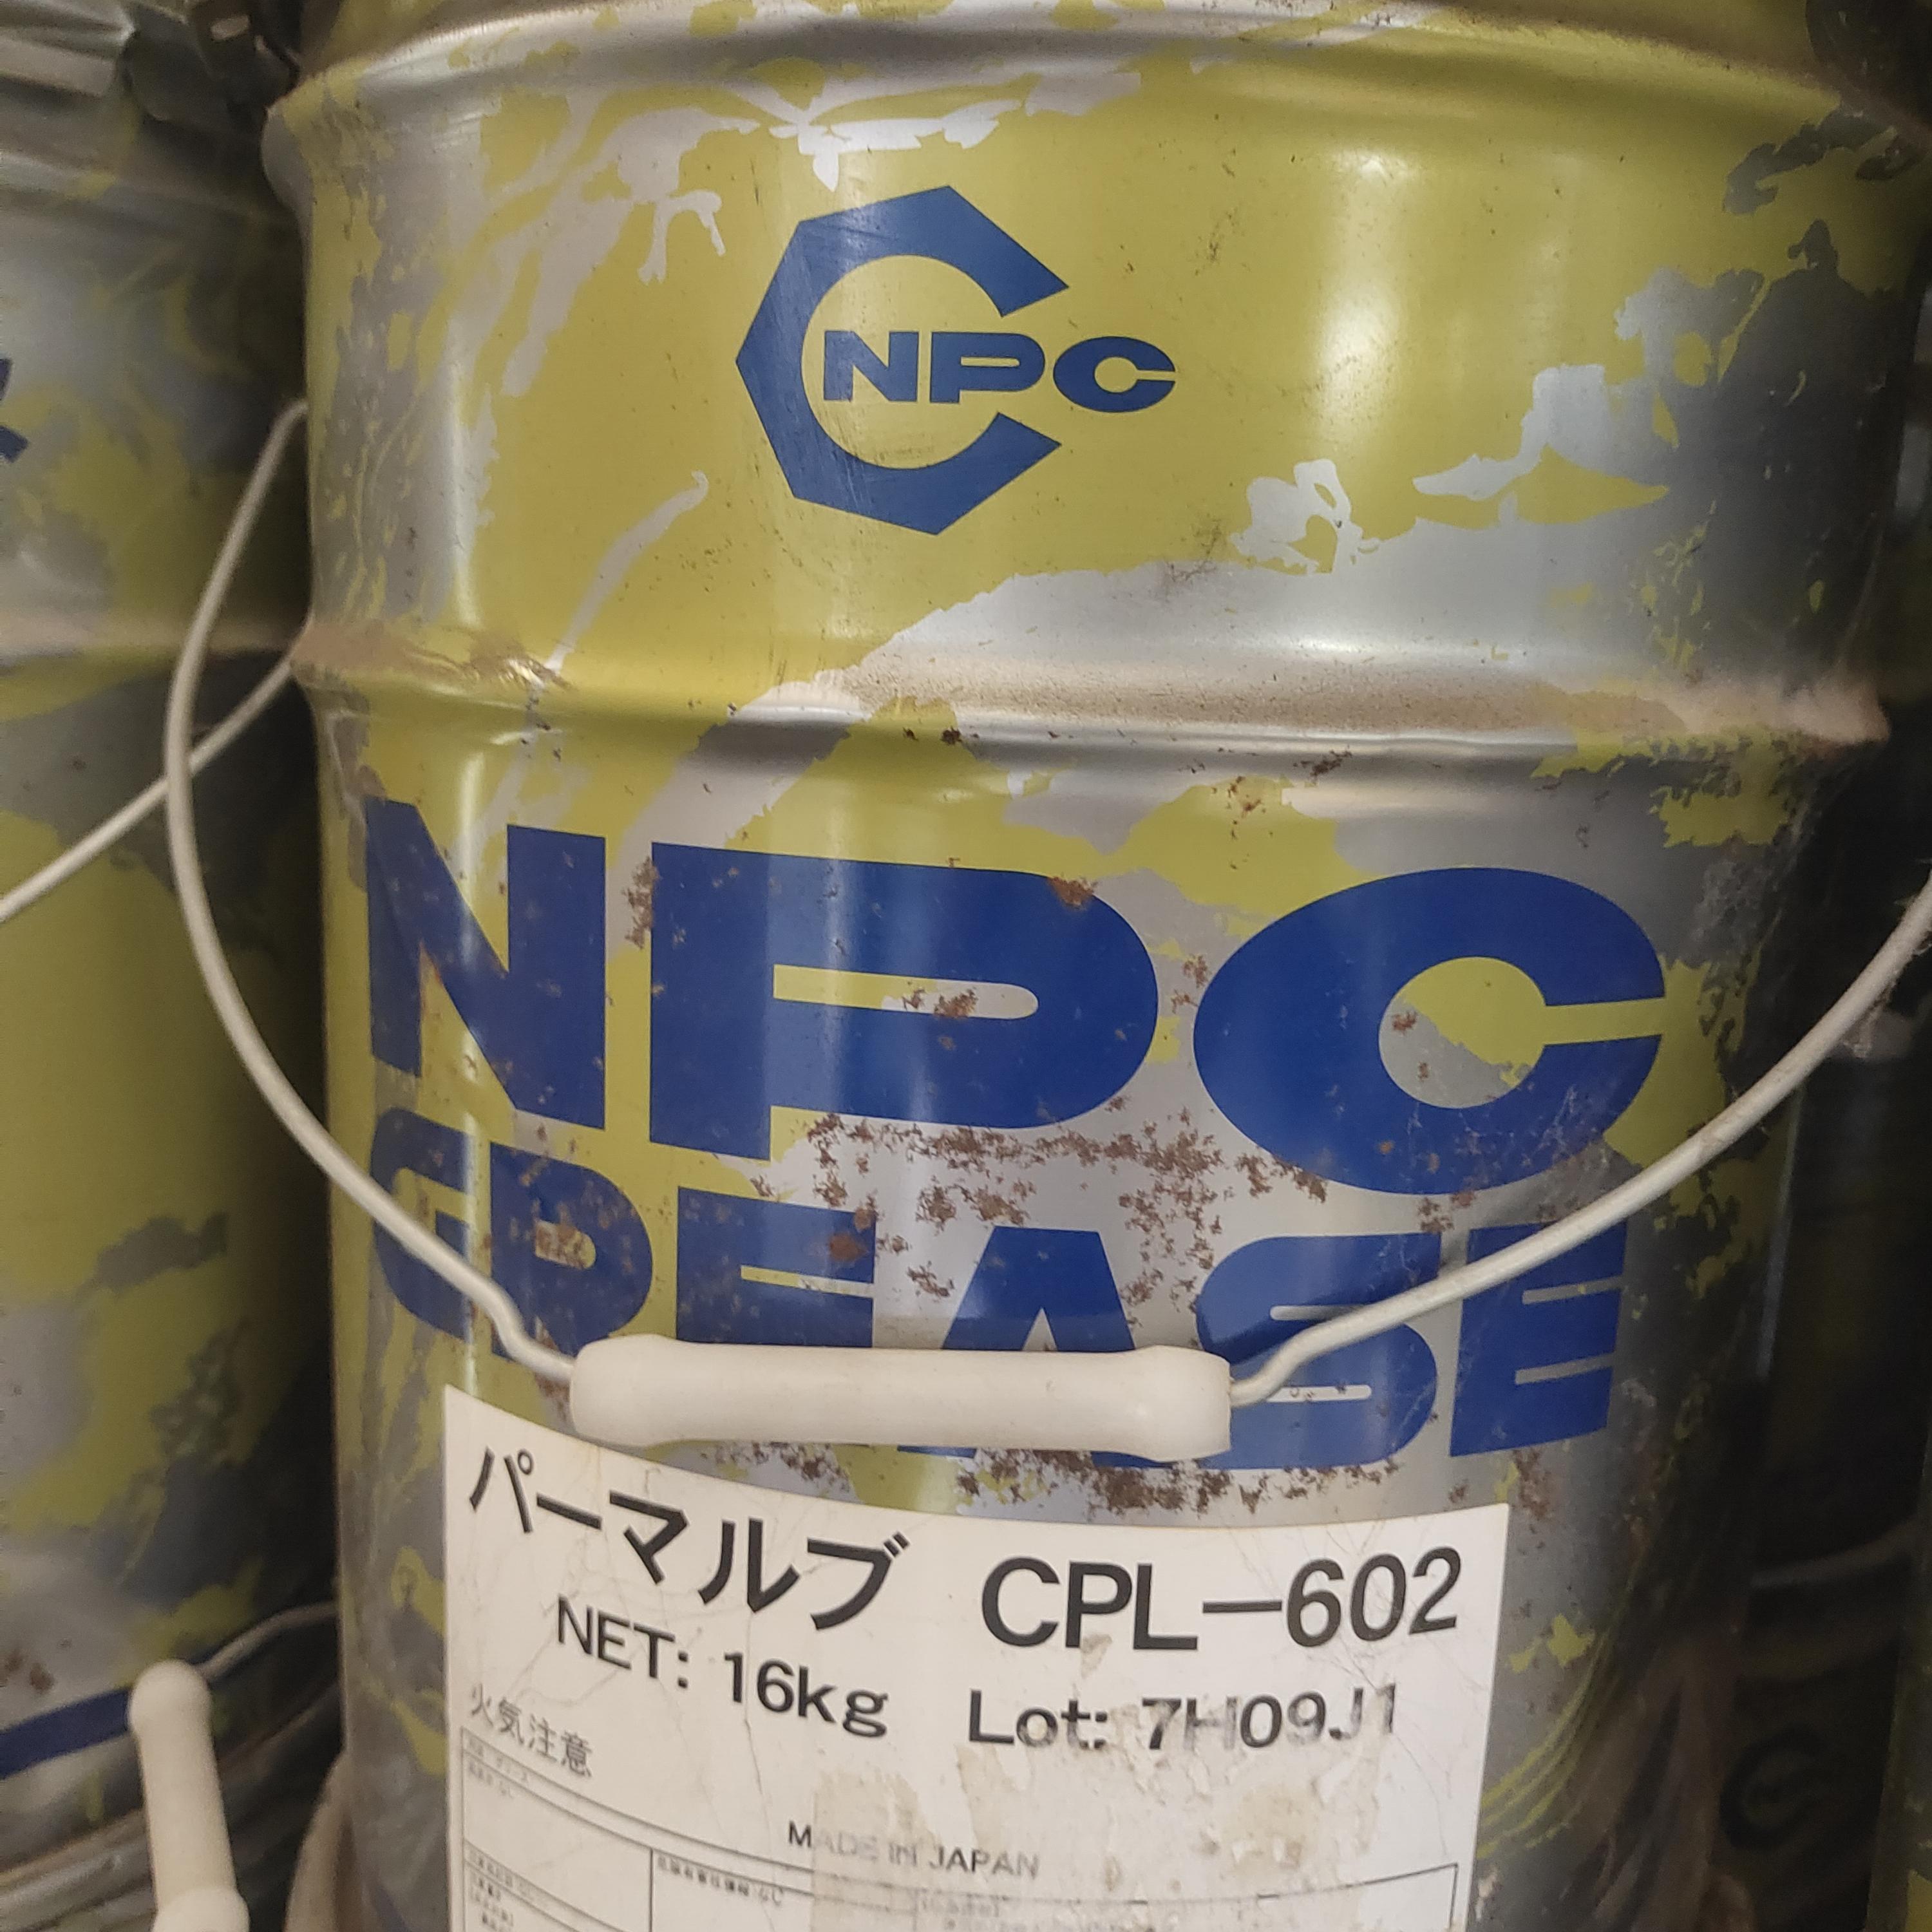 NPC
NPC
GREASE
パーマルブ CPL-602
NET: 16kg Lot: 7H09J1
火気注意
MADE IN JAPAN